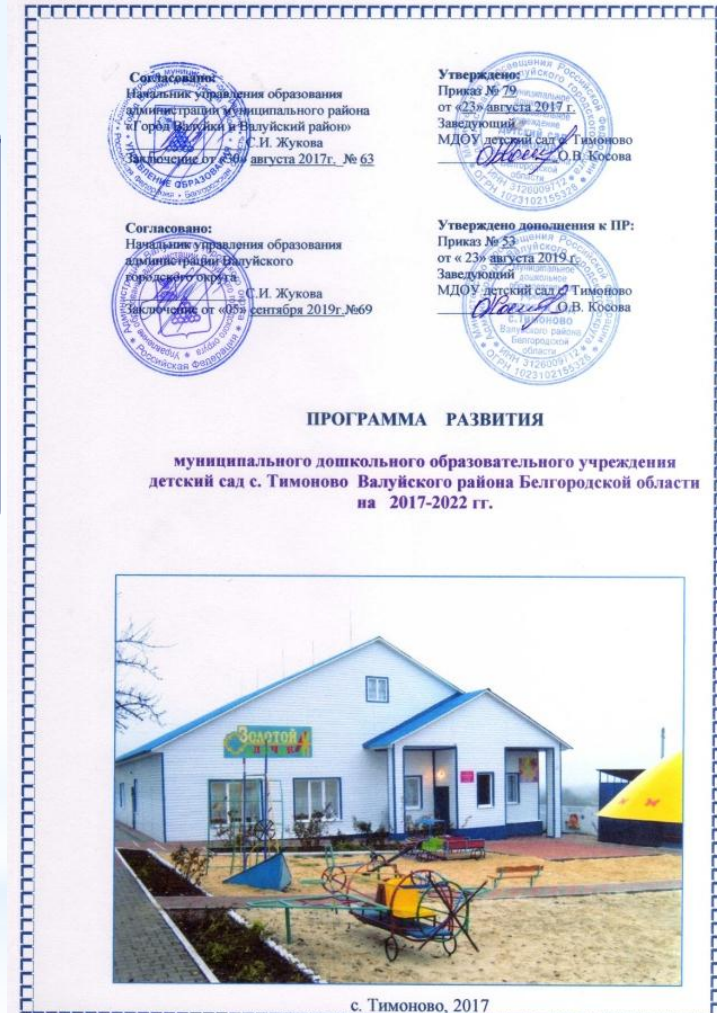 Согласовано:
Начальник управления образования
администрации муниципального района
«Город Валуйки и Валуйский район»
С.И. Жукова
Заключение от «30» августа 2017г. № 63
Утверждено:
Приказ № 79
от «23» августа 2017 г.
Заведующий
МДОУ детский сад с. Тимоново
О.В. Косова
Согласовано:
Начальник управления образования
администрации Валуйского
городского округа
С.И. Жукова
Заключение от «05» сентября 2019г.№69
Утверждено дополнения к ПР:
Приказ № 53
от « 23» августа 2019 г.
Заведующий
МДОУ детский сад с. Тимоново
О.В. Косова
ПРОГРАММА РАЗВИТИЯ
муниципального дошкольного образовательного учреждения
детский сад с. Тимоново Валуйского района Белгородской области
на 2017-2022 гг.
Золотой
с. Тимоново, 2017